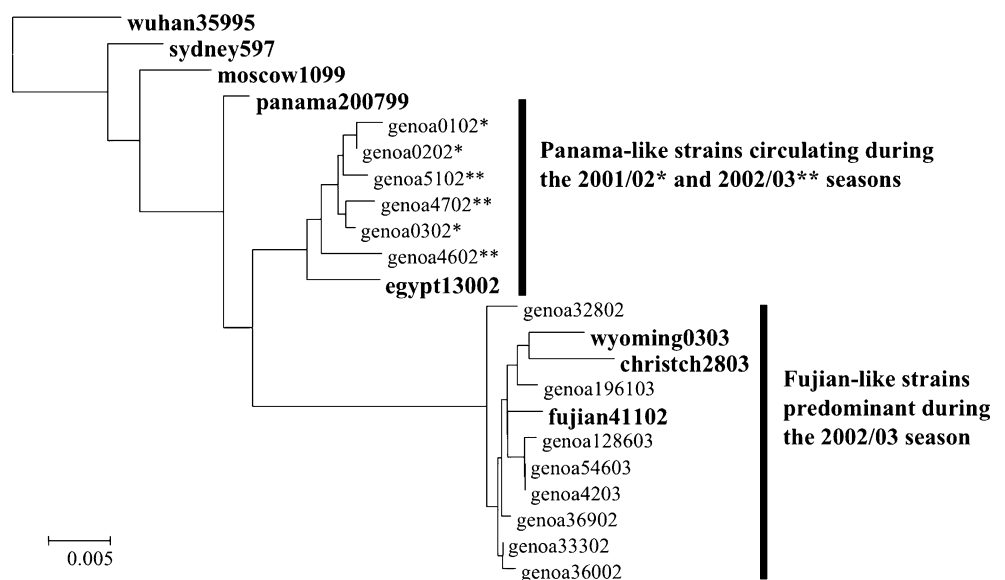 wuhan35995
sydney597
moscow1099
panama200799
genoa0102*
genoa0202*
genoa5102**
genoa4702**
genoa0302*
genoa4602**
egypt13002
Panama-like strains circulating during
the 2001/02* and 2002/03** seasons
genoa32802
wyoming0303
christch2803
genoa196103
fujian41102
genoa128603
genoa54603
genoa4203
genoa36902
genoa33302
genoa36002
Fujian-like strains
predominant during
the 2002/03 season
0.005